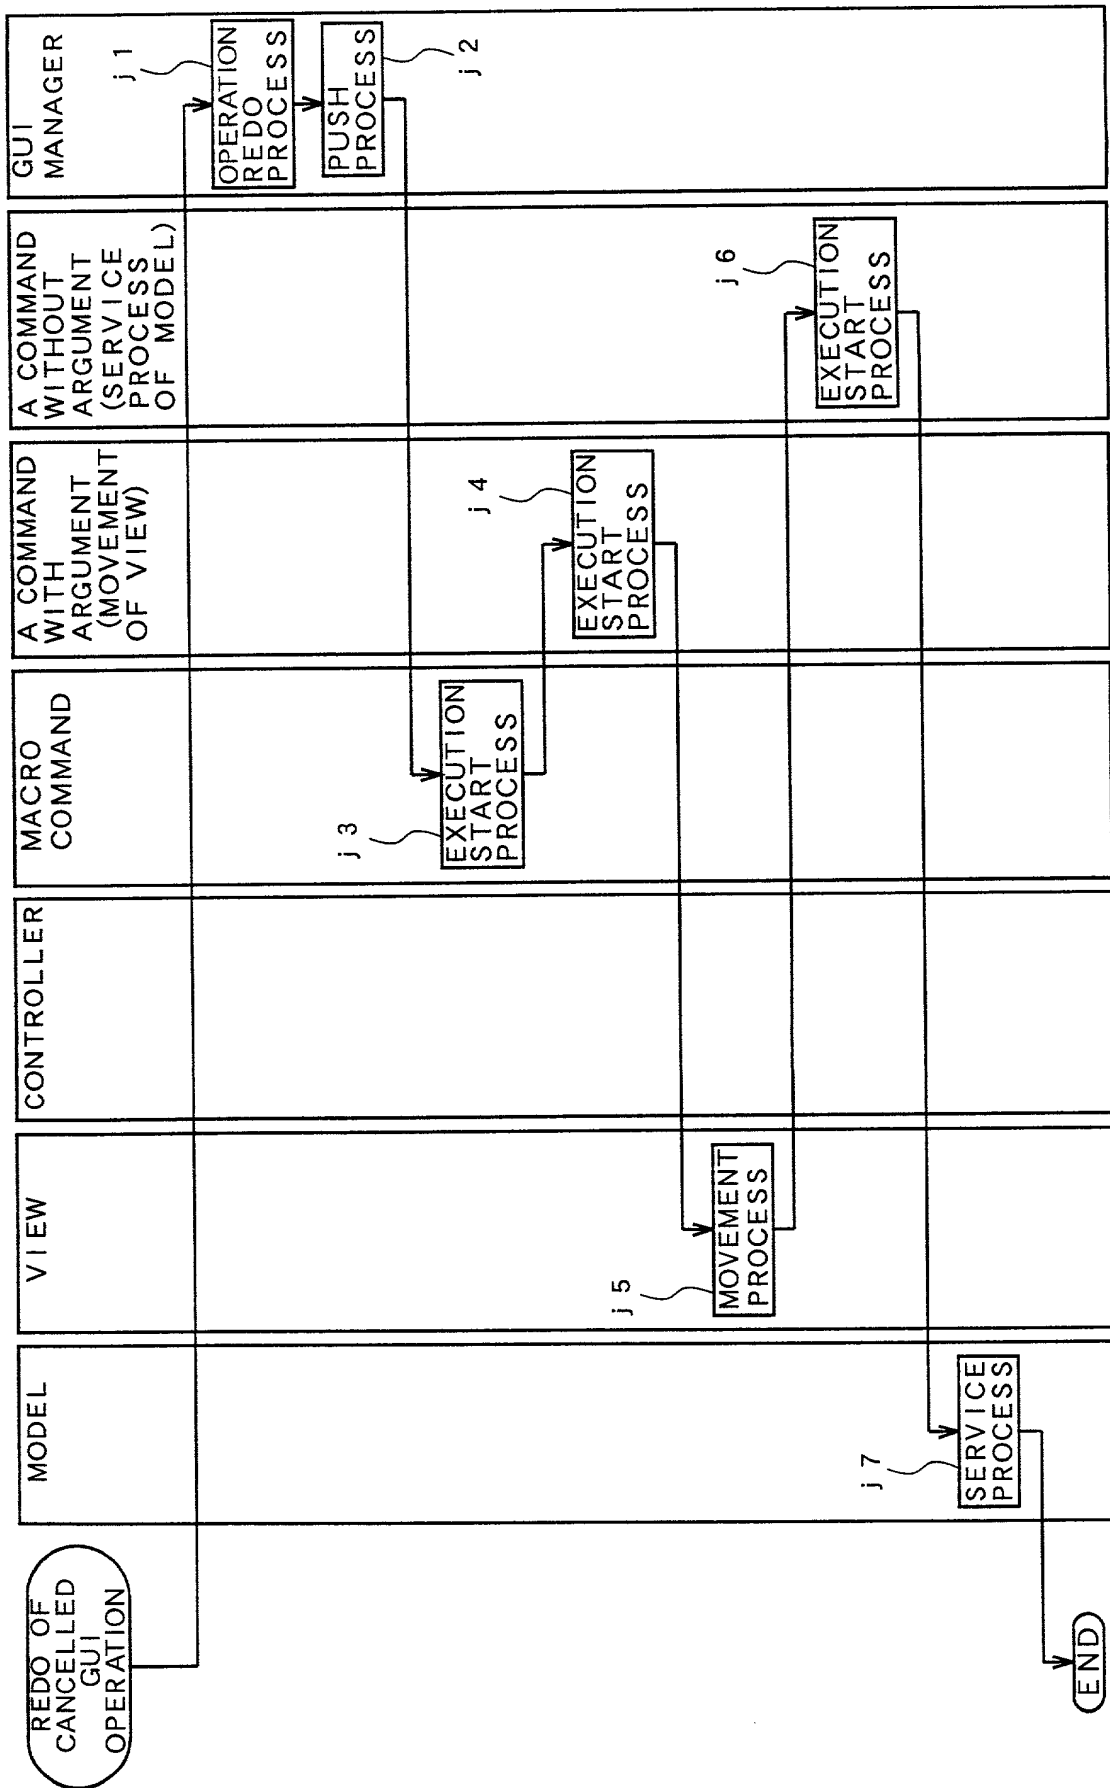 REDO OF
CANCELLED
GUI
OPERATION
MODEL
VIEW
CONTROLLER
MACRO
COMMAND
A COMMAND
WITH
ARGUMENT
(MOVEMENT
OF VIEW)
A COMMAND
WITHOUT
ARGUMENT
(SERVICE
PROCESS
OF MODEL)
GUI
MANAGER
j 1
OPERATION
REDO
PROCESS
j 2
PUSH
PROCESS
j 3
EXECUTION
START
PROCESS
j 4
EXECUTION
START
PROCESS
j 5
MOVEMENT
PROCESS
j 6
EXECUTION
START
PROCESS
j 7
SERVICE
PROCESS
END